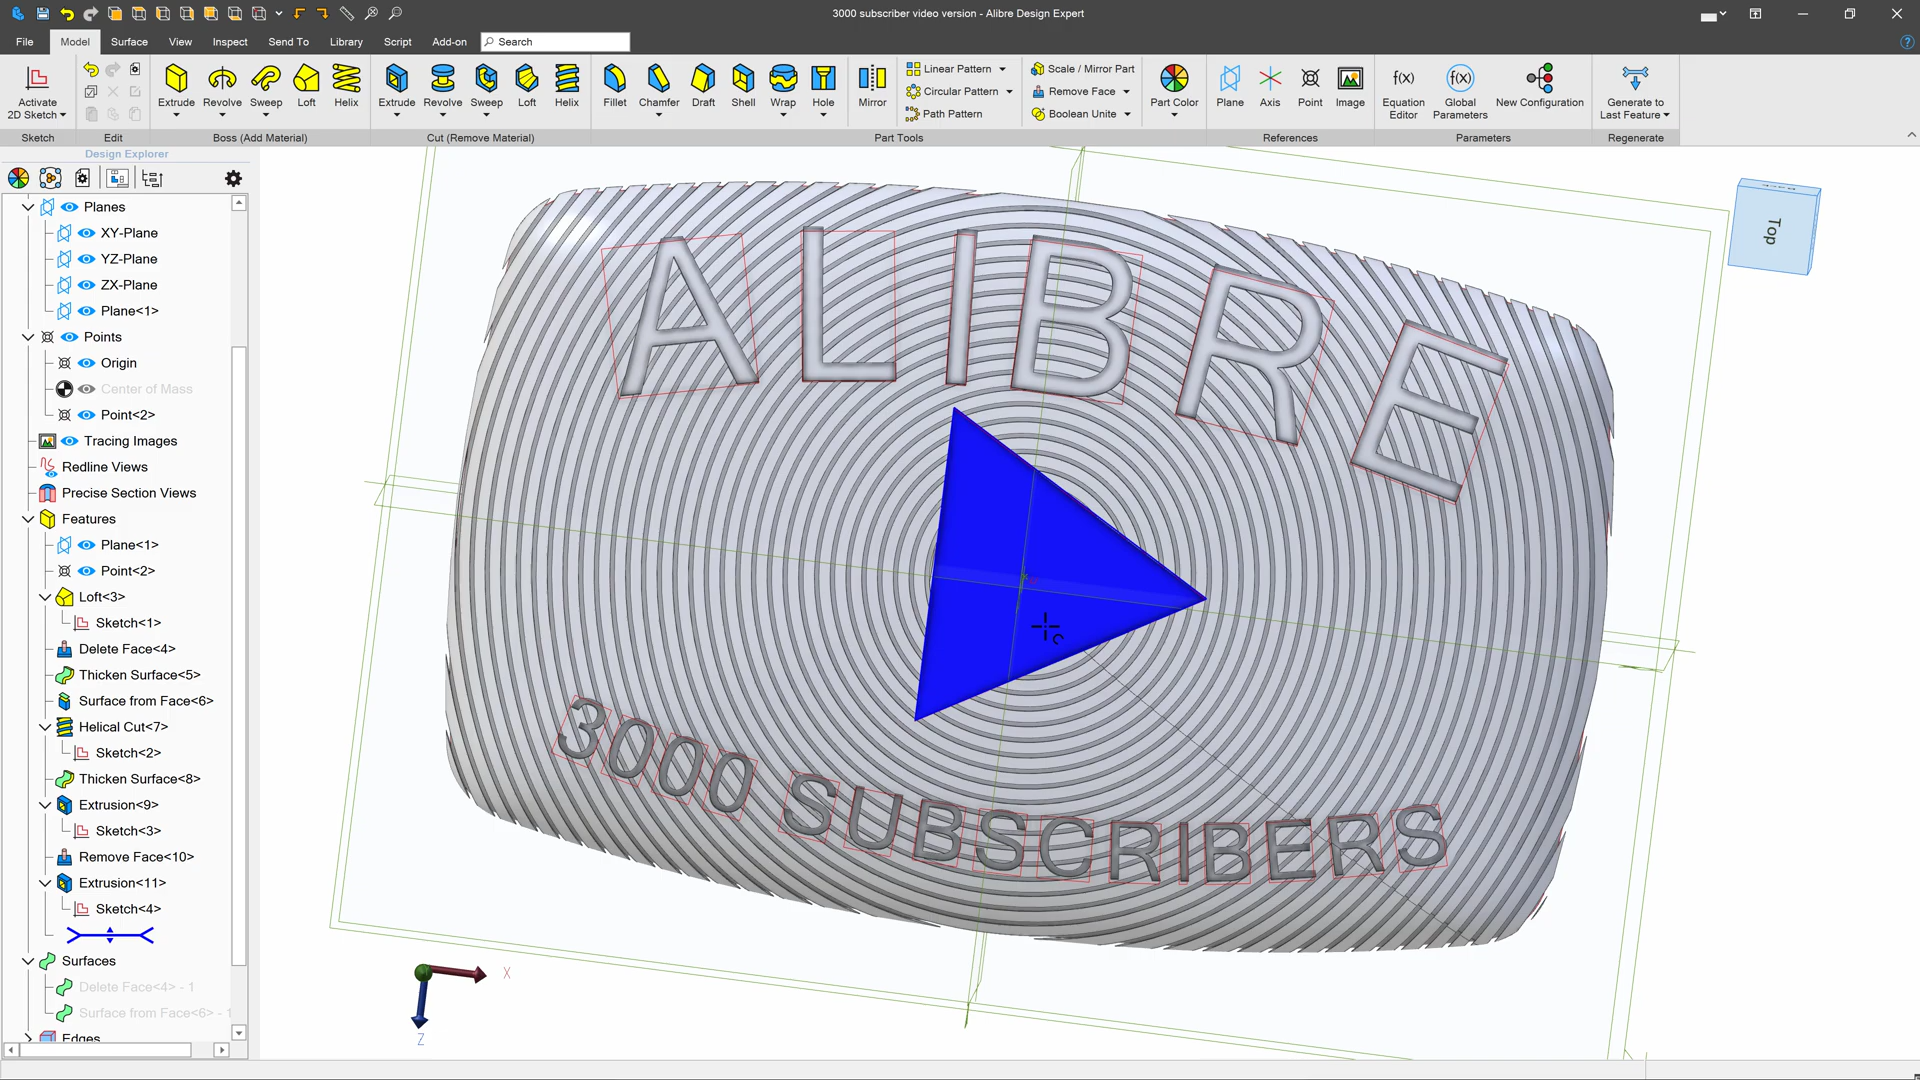 3000 subscriber video version - Alibre Design Expert
File Model Surface View Inspect Send To Library Script Add-on Search
Activate 2D Sketch Extrude Revolve Sweep Loft Helix Extrude Revolve Sweep Loft Helix Fillet Chamfer Draft Shell Wrap Hole Mirror Linear Pattern Scale / Mirror Part Part Color Plane Axis Point Image Equation Editor Global Parameters New Configuration Generate to Last Feature
Circular Pattern Remove Face
Path Pattern Boolean Unite
Sketch Edit Boss (Add Material) Cut (Remove Material) Part Tools References Parameters Regenerate
Design Explorer
Planes
XY-Plane
YZ-Plane
ZX-Plane
Plane<1>
Points
Origin
Center of Mass
Point<2>
Tracing Images
Redline Views
Precise Section Views
Features
Plane<1>
Point<2>
Loft<3>
Sketch<1>
Delete Face<4>
Thicken Surface<5>
Surface from Face<6>
Helical Cut<7>
Sketch<2>
Thicken Surface<8>
Extrusion<9>
Sketch<3>
Remove Face<10>
Extrusion<11>
Sketch<4>
Surfaces
Delete Face<4> - 1
Surface from Face<6> - 1
Edges
ALIBRE
3000 SUBSCRIBERS
Top
X
Z